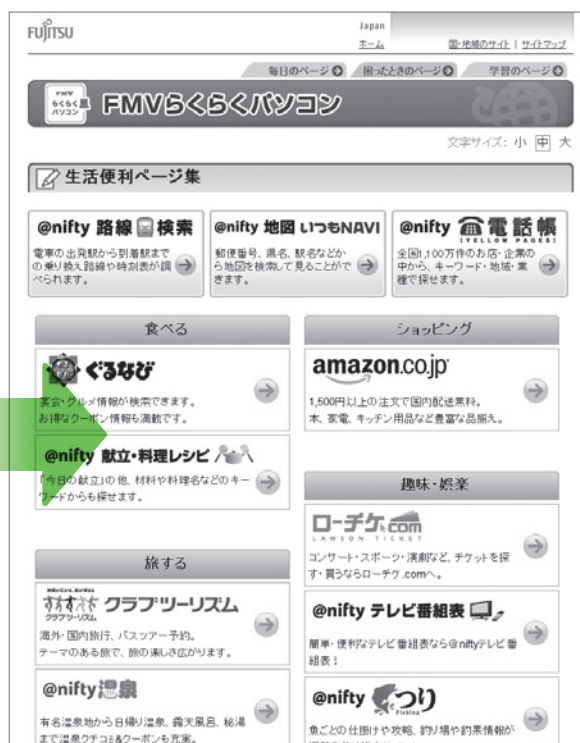 FUJITSU
Japan
ホーム
国・地域のサイト | サイトマップ
毎日のページ
困ったときのページ
学習のページ
FMV
らくらく
パソコン
FMVらくらくパソコン
文字サイズ: 小 中 大
生活便利ページ集
@nifty 路線 検索
電車の出発駅から到着駅まで
の乗り換え路線や時刻表が調
べられます。
@nifty 地図 いつもNAVI
郵便番号、県名、駅名などか
ら地図を検索して見ることがで
きます。
@nifty 電話帳
[YELLOW PAGES]
全国1,100万件のお店・企業の
中から、キーワード・地域・業
種で探せます。
食べる
ぐるなび
宴会・グルメ情報が検索できます。
お得なクーポン情報も満載です。
@nifty 献立・料理レシピ
「今日の献立」の他、材料や料理名などのキー
ワードからも探せます。
旅する
クラブツーリズム
クラブツーリズム
海外・国内旅行、バスツアー予約。
テーマのある旅で、旅の楽しさ広がります。
@nifty温泉
有名温泉地から日帰り温泉、露天風呂、秘湯
まで温泉クチコミ&クーポンも充実。
ショッピング
amazon.co.jp
1,500円以上の注文で国内配送無料。
本、家電、キッチン用品など豊富な品揃え。
趣味・娯楽
ローチケ.com
LAWSON TICKET
コンサート・スポーツ・演劇など、チケットを探
す・買うならローチケ.comへ。
@nifty テレビ番組表
簡単・便利なテレビ番組表なら@niftyテレビ番
組表！
@nifty つり
Fishing
魚ごとの仕掛けや攻略、釣り場や釣果情報が